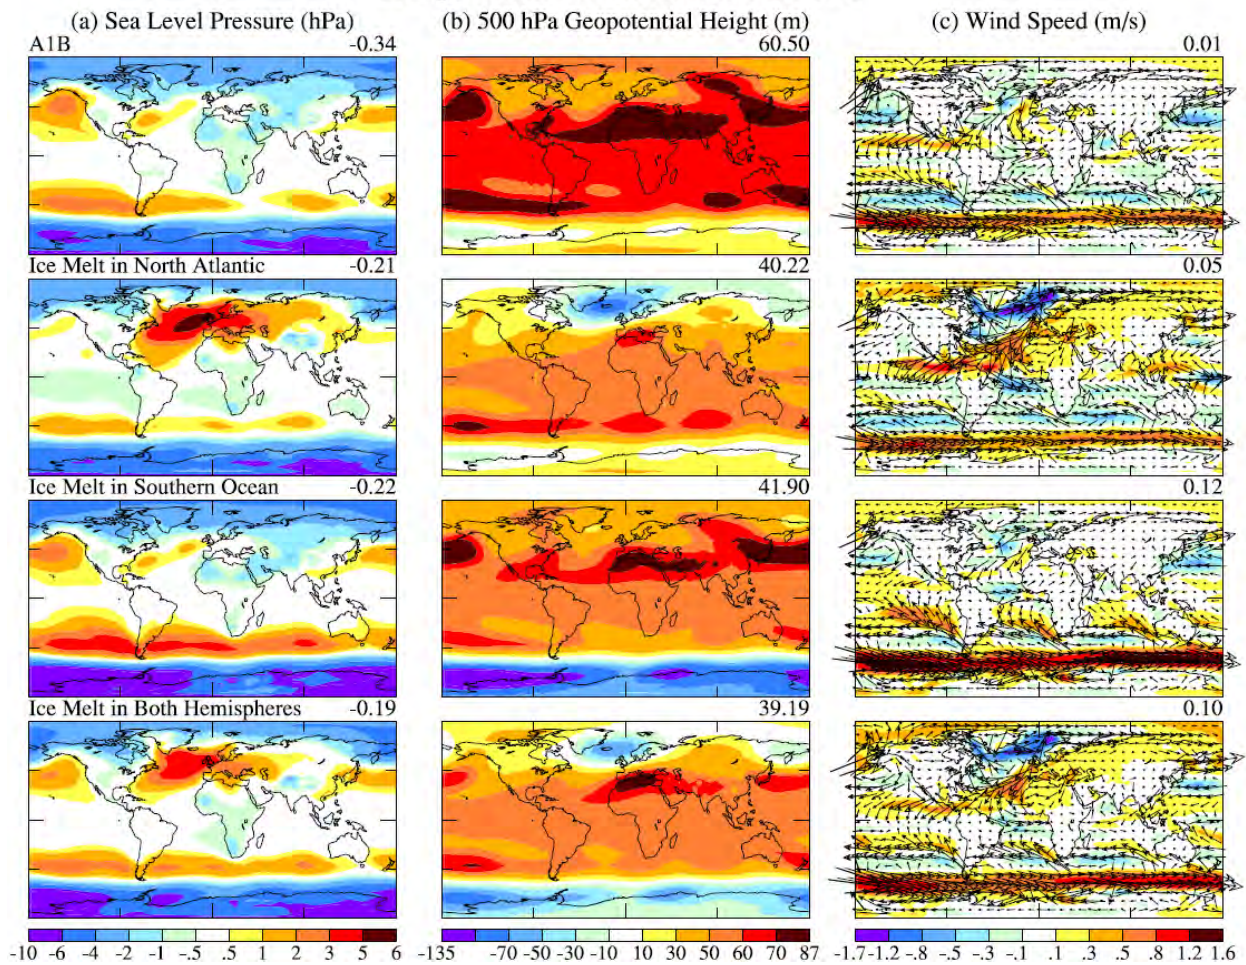 (a) Sea Level Pressure (hPa) (b) 500 hPa Geopotential Height (m) (c) Wind Speed (m/s)
A1B -0.34 60.50 0.01
Ice Melt in North Atlantic -0.21 40.22 0.05
Ice Melt in Southern Ocean -0.22 41.90 0.12
Ice Melt in Both Hemispheres -0.19 39.19 0.10
-10 -6 -4 -2 -1 -.5 .5 1 2 3 5 6 -135 -70 -50 -30 -10 10 30 50 60 70 87 -1.7 -1.2 -.8 -.5 -.3 -.1 .1 .3 .5 .8 1.2 1.6